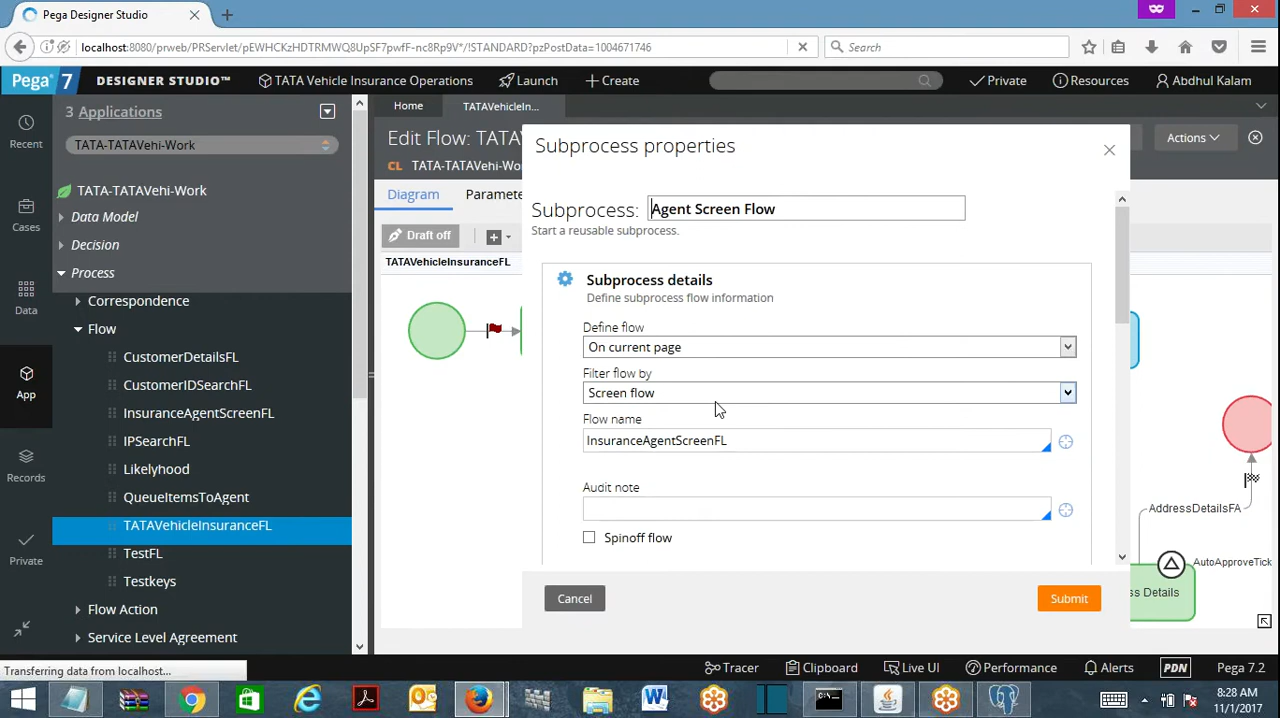 Pega Designer Studio
localhost:8080/prweb/PRServlet/pEWHCKzHDTRMWQ8UpSF7pwfF-nc8Rp9V*/!STANDARD?pzPostData=1004671746
Search
Pega 7
DESIGNER STUDIO™
TATA Vehicle Insurance Operations
Launch
Create
Private
Resources
Abdhul Kalam
3 Applications
Home
TATAVehicleIn...
Recent
TATA-TATAVehi-Work
Edit Flow: TATA
Subprocess properties
Actions
CL TATA-TATAVehi-Wo
TATA-TATAVehi-Work
Diagram
Paramete
Cases
Data Model
Subprocess: Agent Screen Flow
Start a reusable subprocess.
Draft off
Decision
TATAVehicleInsuranceFL
Process
Subprocess details
Define subprocess flow information
Data
Correspondence
Flow
Define flow
On current page
CustomerDetailsFL
Filter flow by
CustomerIDSearchFL
Screen flow
App
InsuranceAgentScreenFL
Flow name
IPSearchFL
InsuranceAgentScreenFL
Records
Likelyhood
Audit note
QueueItemsToAgent
AddressDetailsFA
TATAVehicleInsuranceFL
Spinoff flow
TestFL
Private
AutoApproveTick
Testkeys
ss Details
Cancel
Submit
Flow Action
Service Level Agreement
Transferring data from localhost...
Tracer
Clipboard
Live UI
Performance
Alerts
PDN
Pega 7.2
8:28 AM
11/1/2017